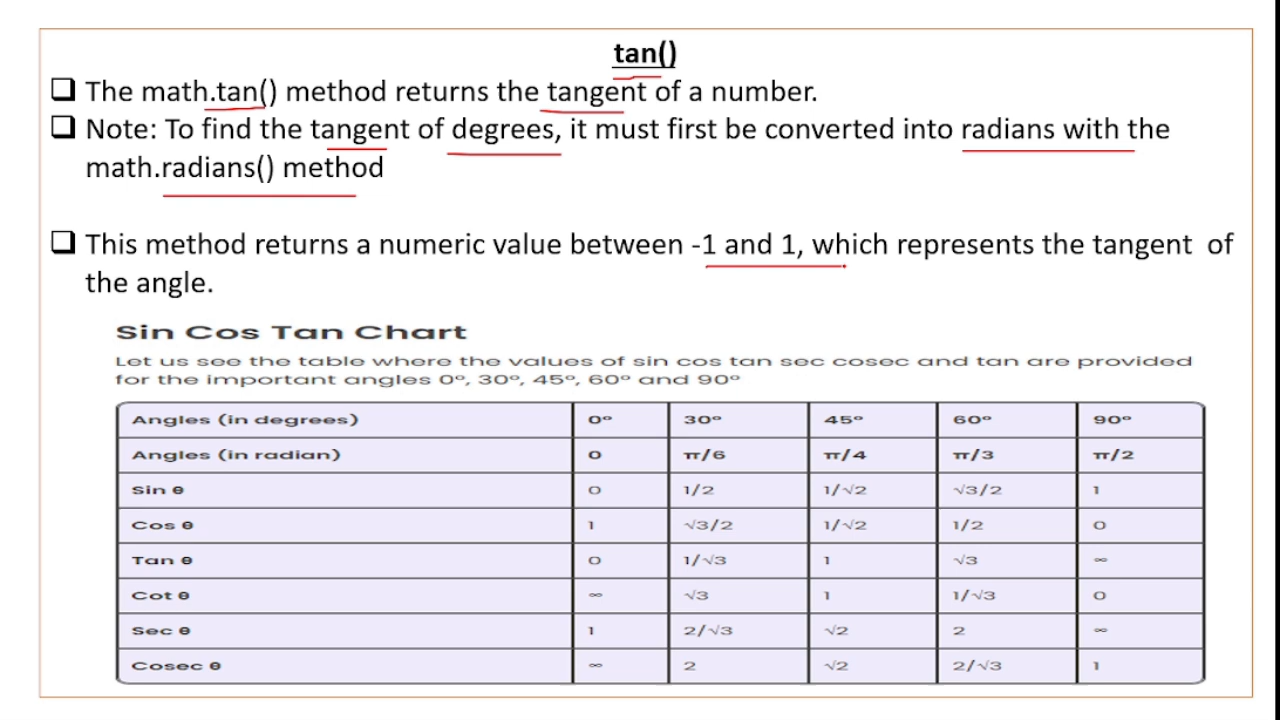 tan()
❑ The math.tan() method returns the tangent of a number.
❑ Note: To find the tangent of degrees, it must first be converted into radians with the
math.radians() method
❑ This method returns a numeric value between -1 and 1, which represents the tangent of
the angle.
Sin Cos Tan Chart
Let us see the table where the values of sin cos tan sec cosec and tan are provided
for the important angles 0°, 30°, 45°, 60° and 90°
Angles (in degrees) 0° 30° 45° 60° 90°
Angles (in radian) 0 π/6 π/4 π/3 π/2
Sin θ 0 1/2 1/√2 √3/2 1
Cos θ 1 √3/2 1/√2 1/2 0
Tan θ 0 1/√3 1 √3 ∞
Cot θ ∞ √3 1 1/√3 0
Sec θ 1 2/√3 √2 2 ∞
Cosec θ ∞ 2 √2 2/√3 1